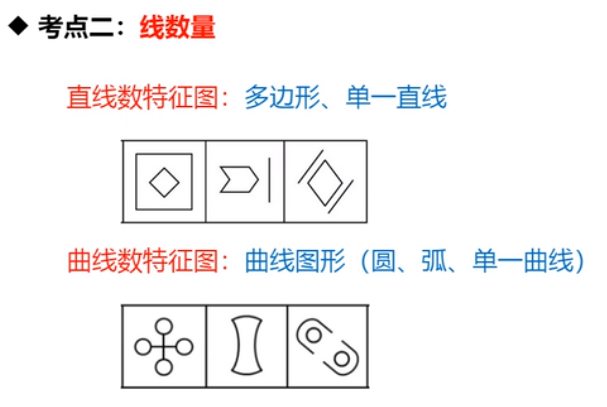 ◆ 考点二：线数量
直线数特征图：多边形、单一直线
曲线数特征图：曲线图形（圆、弧、单一曲线）